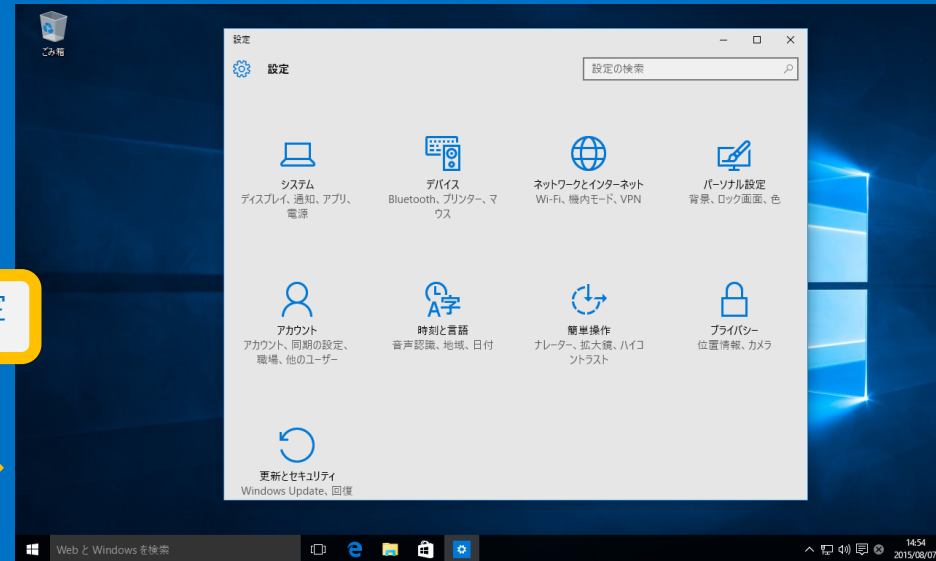 ごみ箱
設定
設定
設定の検索
システム
ディスプレイ、通知、アプリ、
電源
デバイス
Bluetooth、プリンター、マ
ウス
ネットワークとインターネット
Wi-Fi、機内モード、VPN
パーソナル設定
背景、ロック画面、色
アカウント
アカウント、同期の設定、
職場、他のユーザー
時刻と言語
音声認識、地域、日付
簡単操作
ナレーター、拡大鏡、ハイコ
ントラスト
プライバシー
位置情報、カメラ
更新とセキュリティ
Windows Update、回復
Web と Windows を検索
14:54
2015/08/07